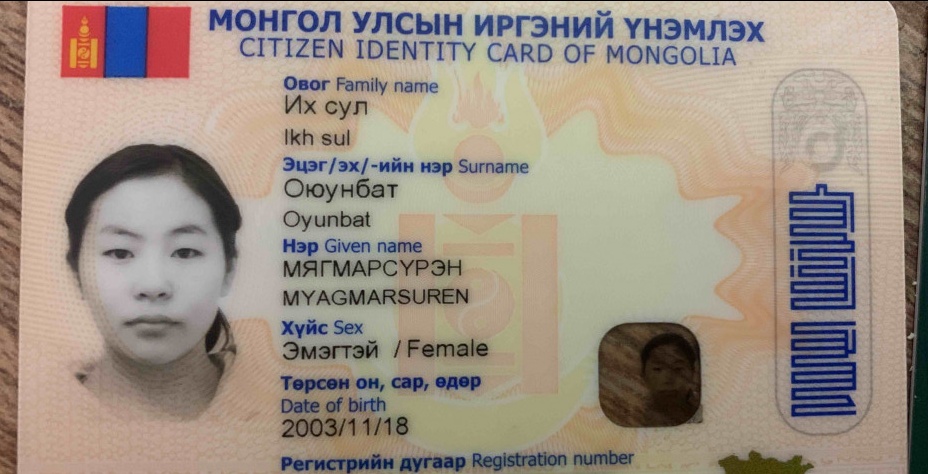 МОНГОЛ УЛСЫН ИРГЭНИЙ ҮНЭМЛЭХ
CITIZEN IDENTITY CARD OF MONGOLIA
Овог Family name
Их сул
Ikh sul
Эцэг/эх/-ийн нэр Surname
Оюунбат
Oyunbat
Нэр Given name
МЯГМАРСҮРЭН
MYAGMARSUREN
Хүйс Sex
Эмэгтэй / Female
Төрсөн он, сар, өдөр
Date of birth
2003/11/18
Регистрийн дугаар Registration number